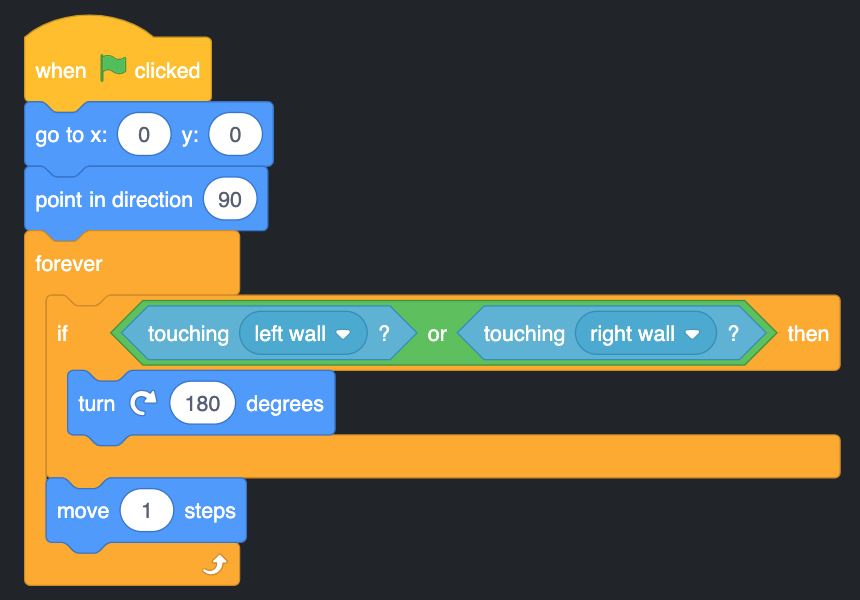 when clicked
go to x: 0 y: 0
point in direction 90
forever
if touching left wall ? or touching right wall ? then
turn 180 degrees
move 1 steps